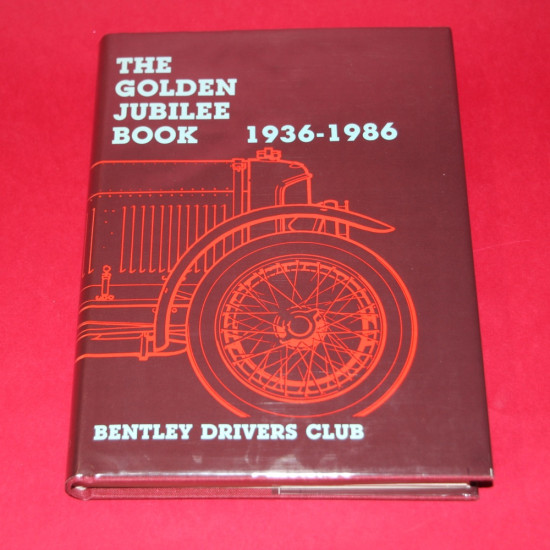 THE
GOLDEN
JUBILEE
BOOK 1936-1986
BENTLEY DRIVERS CLUB